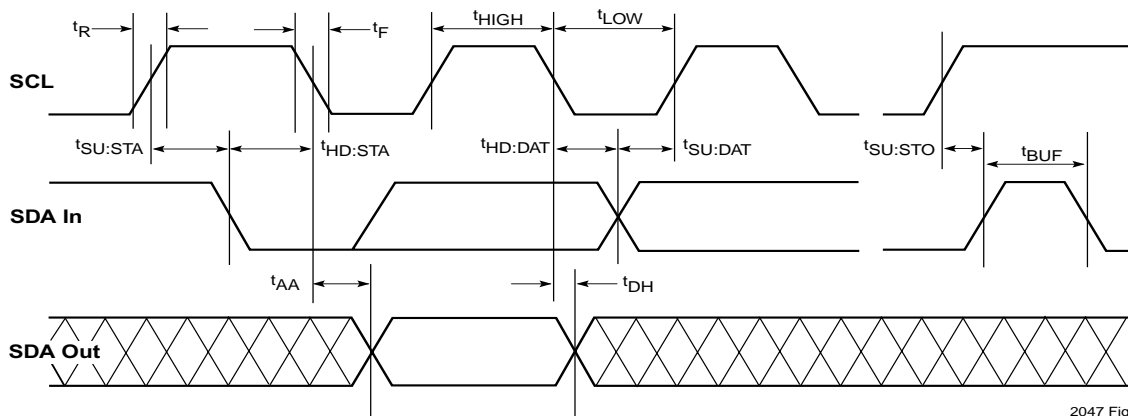 tR tF tHIGH tLOW
SCL
tSU:STA tHD:STA tHD:DAT tSU:DAT tSU:STO tBUF
SDA In
tAA tDH
SDA Out
2047 Fig